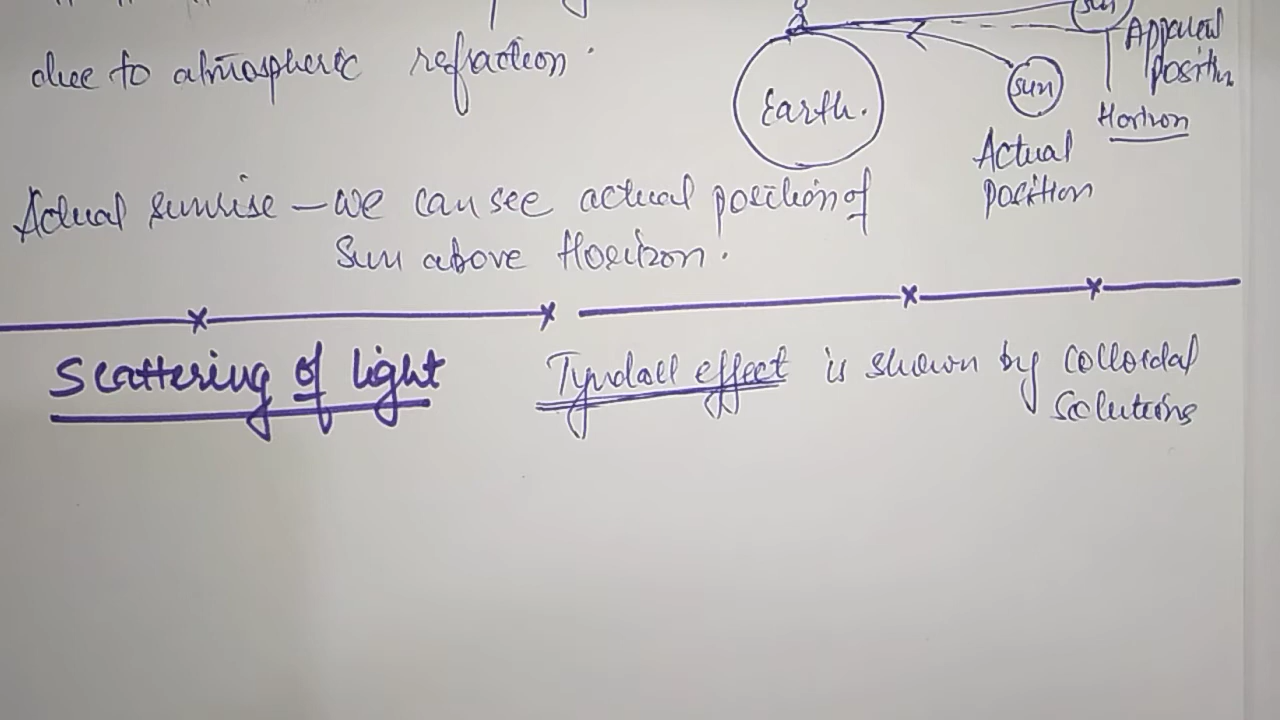 due to atmospheric refraction.
Sun
Apparent
position
Horizon
Sun
Earth.
Actual
position
Actual sunrise – we can see actual position of
Sun above Horizon.
Scattering of light
Tyndall effect is shown by colloidal
Solutions